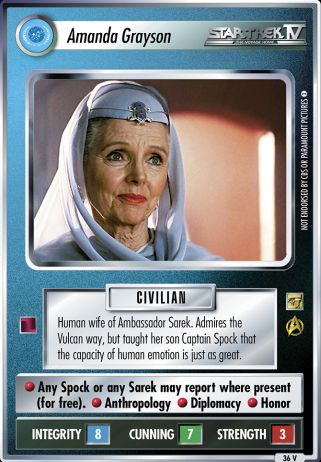 Amanda Grayson
STAR TREK IV
THE VOYAGE HOME
NOT ENDORSED BY CBS OR PARAMOUNT PICTURES
CIVILIAN
Human wife of Ambassador Sarek. Admires the
Vulcan way, but taught her son Captain Spock that
the capacity of human emotion is just as great.
● Any Spock or any Sarek may report where present
(for free). ● Anthropology ● Diplomacy ● Honor
INTEGRITY 8 CUNNING 7 STRENGTH 3
36 V